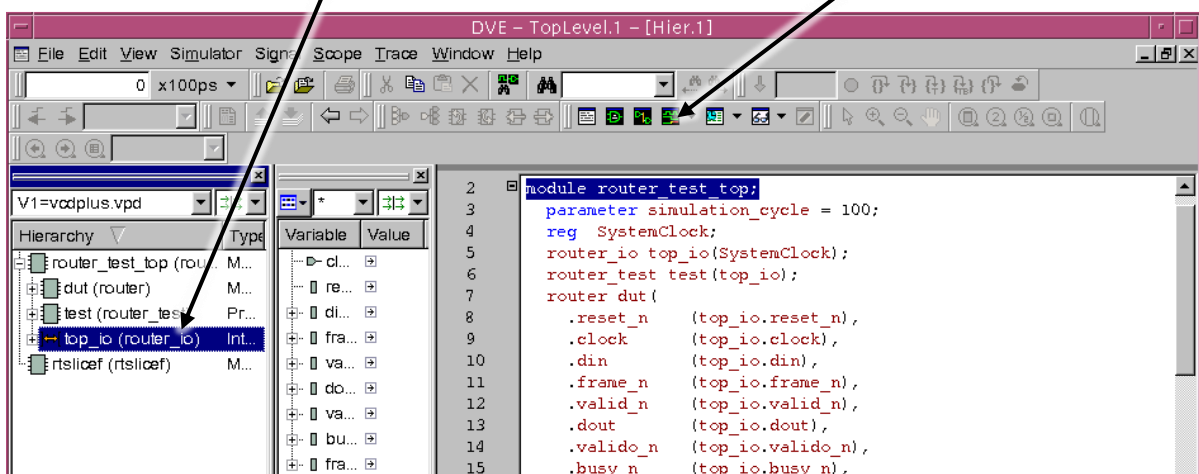 DVE – TopLevel.1 – [Hier.1]
File Edit View Simulator Signal Scope Trace Window Help
0 x100ps
V1=vcdplus.vpd
*
Hierarchy Type
Variable Value
router_test_top (rou... M...
dut (router) M...
test (router_tes Pr...
top_io (router_io) Int...
rtslicef (rtslicef) M...
cl...
re...
di...
fra...
va...
do...
va...
bu...
fra...
2 module router_test_top;
3 parameter simulation_cycle = 100;
4 reg SystemClock;
5 router_io top_io(SystemClock);
6 router_test test(top_io);
7 router dut(
8 .reset_n (top_io.reset_n),
9 .clock (top_io.clock),
10 .din (top_io.din),
11 .frame_n (top_io.frame_n),
12 .valid_n (top_io.valid_n),
13 .dout (top_io.dout),
14 .valido_n (top_io.valido_n),
15 .busy_n (top_io.busy_n),